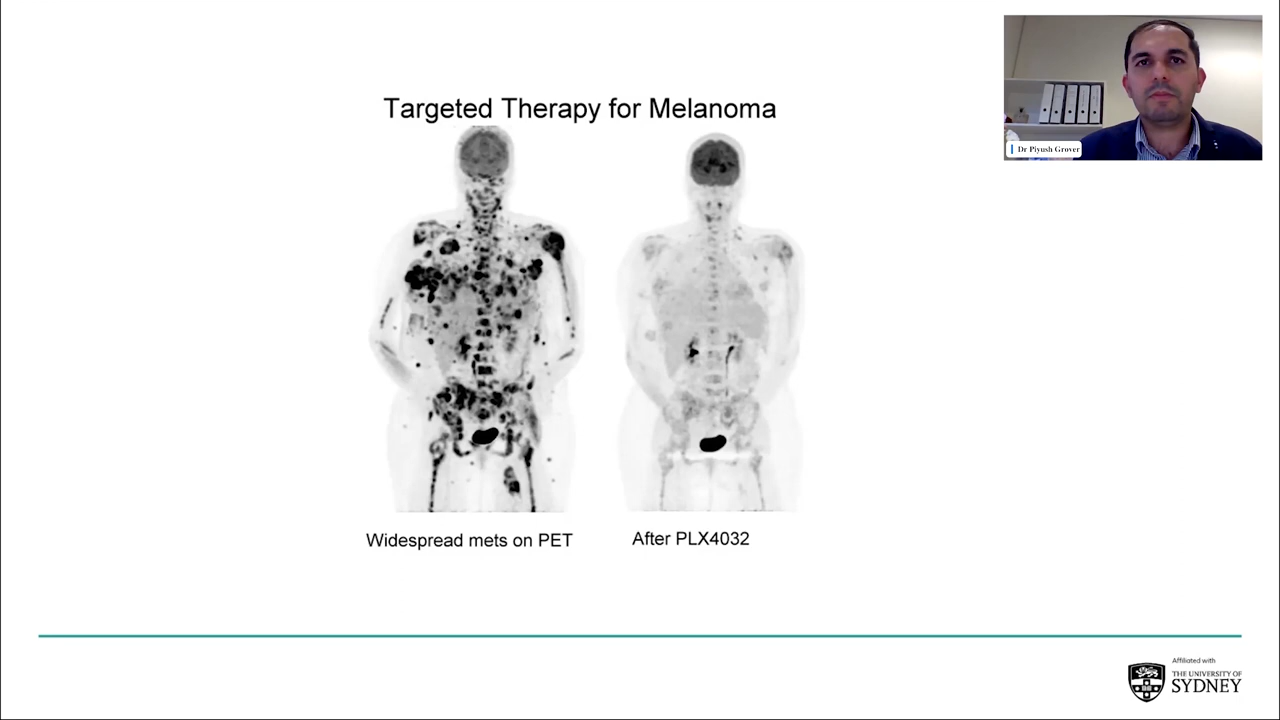 Dr Piyush Grover
Targeted Therapy for Melanoma
Widespread mets on PET
After PLX4032
Affiliated with
THE UNIVERSITY OF
SYDNEY